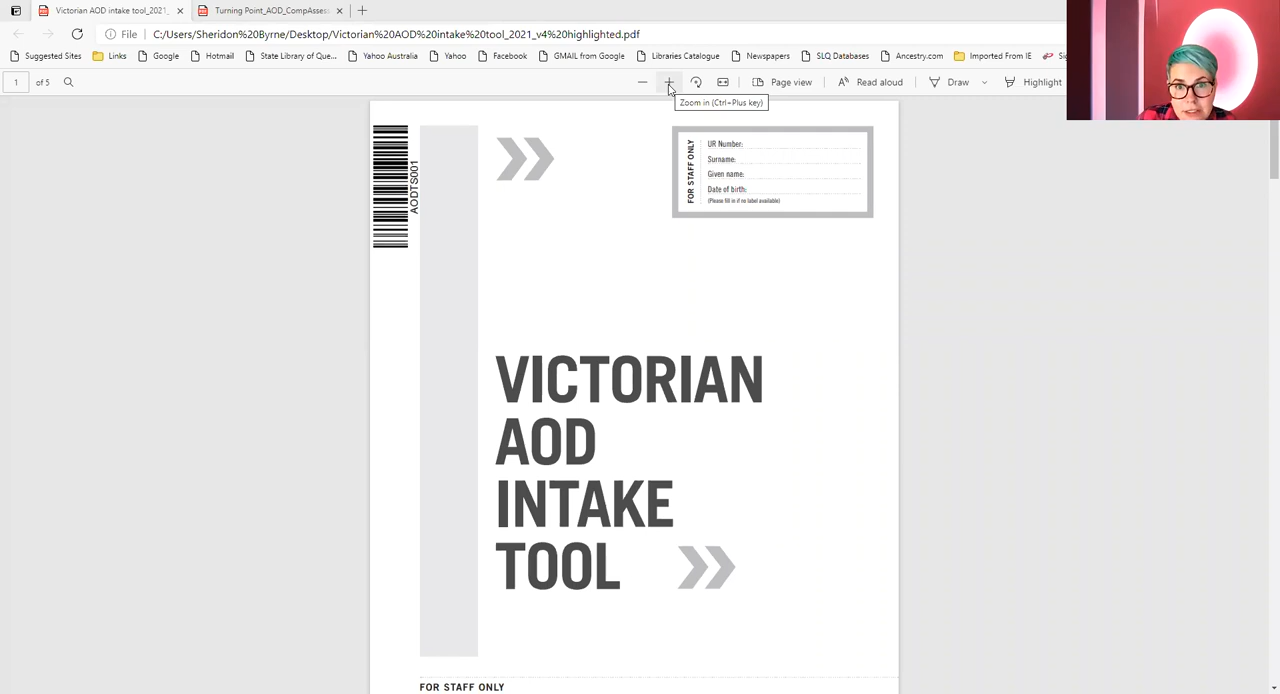 Victorian AOD intake tool_2021_
Turning Point_AOD_CompAsses
File
C:/Users/Sheridon%20Byrne/Desktop/Victorian%20AOD%20intake%20tool_2021_v4%20highlighted.pdf
Suggested Sites
Links
Google
Hotmail
State Library of Que...
Yahoo Australia
Yahoo
Facebook
GMAIL from Google
Libraries Catalogue
Newspapers
SLQ Databases
Ancestry.com
Imported From IE
1 of 5
Page view
Read aloud
Draw
Highlight
Zoom in (Ctrl+Plus key)
AODTS001
FOR STAFF ONLY
UR Number:
Surname:
Given name:
Date of birth:
(Please fill in if no label available)
VICTORIAN
AOD
INTAKE
TOOL
FOR STAFF ONLY